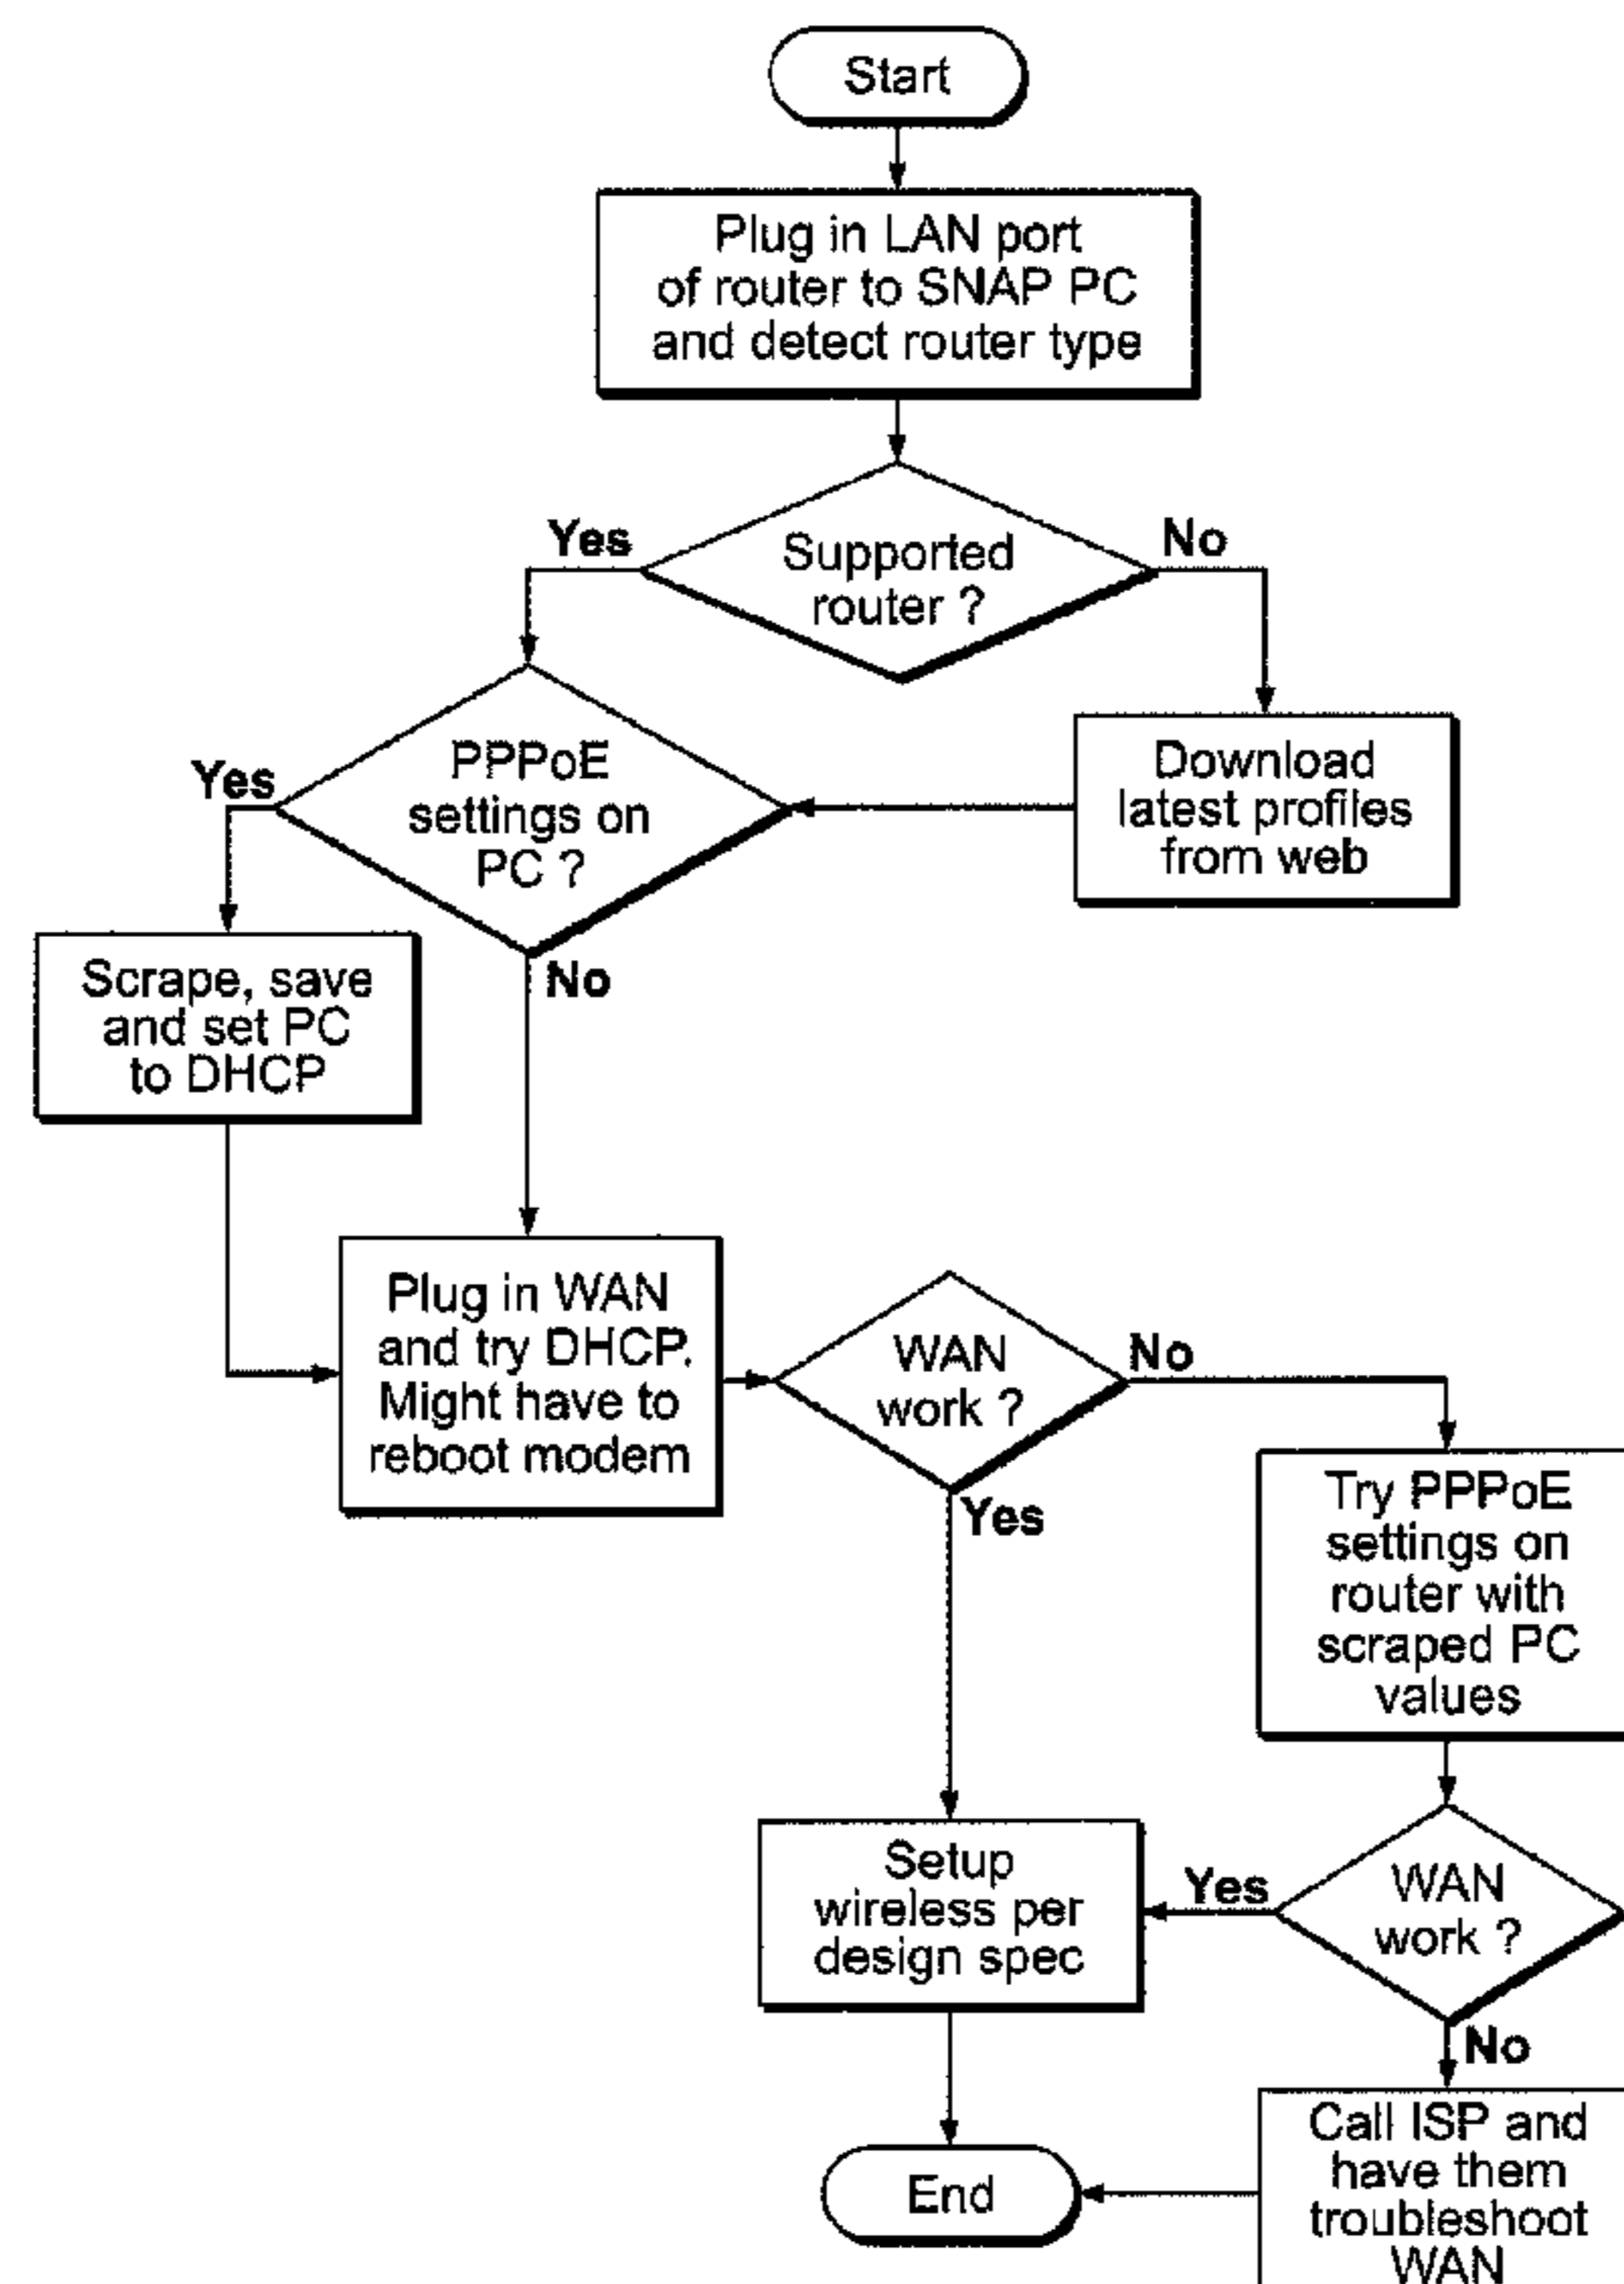 Start
Plug in LAN port
of router to SNAP PC
and detect router type
Yes
No
Supported
router ?
Yes
PPPoE
settings on
PC ?
Download
latest profiles
from web
No
Scrape, save
and set PC
to DHCP
Plug in WAN
and try DHCP.
Might have to
reboot modem
WAN
work ?
No
Yes
Try PPPoE
settings on
router with
scraped PC
values
Setup
wireless per
design spec
Yes
WAN
work ?
No
Call ISP and
have them
troubleshoot
WAN
End